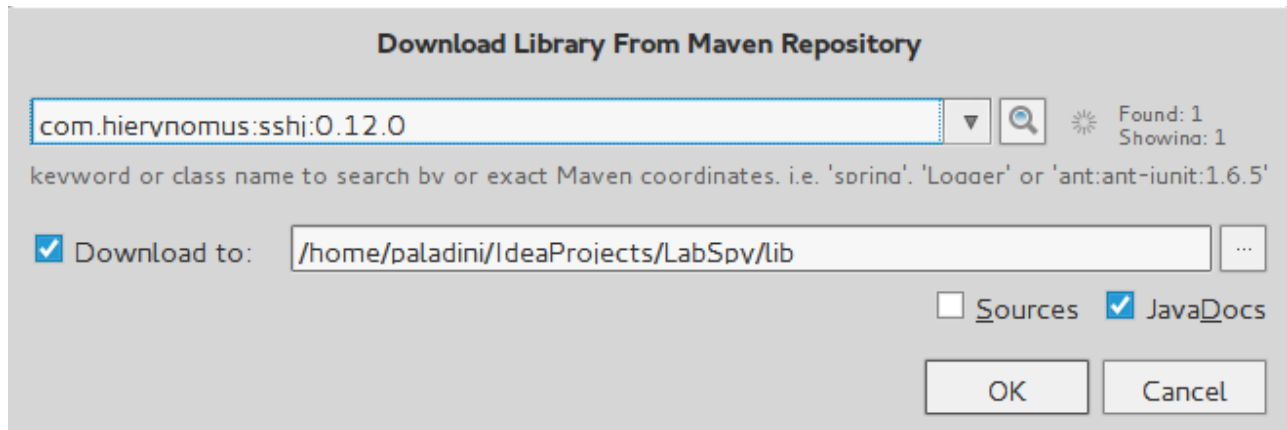 Download Library From Maven Repository
com.hierynomus:sshj:0.12.0
Found: 1
Showing: 1
keyword or class name to search by or exact Maven coordinates, i.e. 'spring', 'Logger' or 'ant:ant-junit:1.6.5'
Download to: /home/paladini/IdeaProjects/LabSpy/lib ...
Sources JavaDocs
OK Cancel